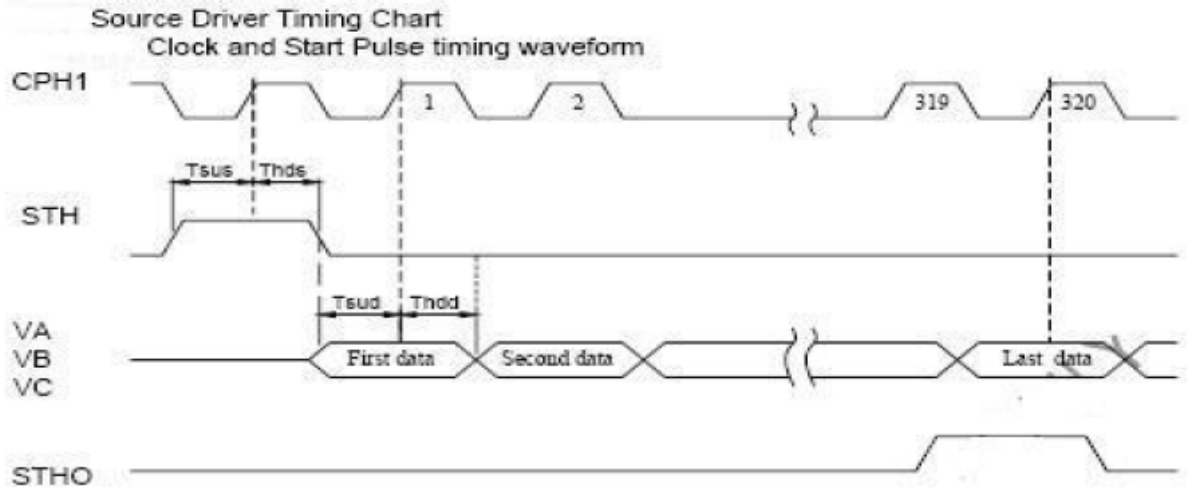 Source Driver Timing Chart
Clock and Start Pulse timing waveform
CPH1
1
2
319
320
Tsus
Thds
STH
Tsud
Thdd
VA
VB
VC
First data
Second data
Last data
STHO